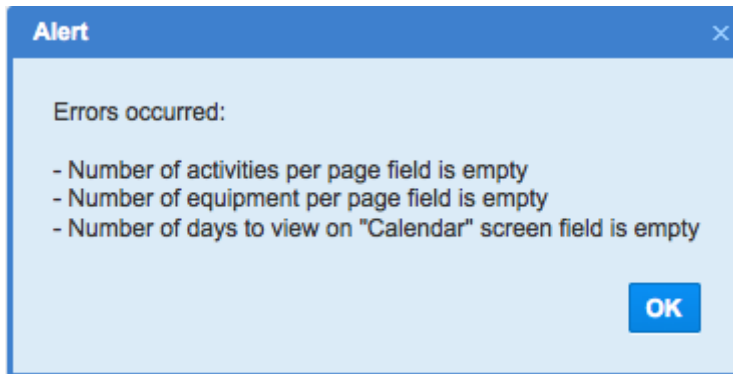 Alert
Errors occurred:
- Number of activities per page field is empty
- Number of equipment per page field is empty
- Number of days to view on "Calendar" screen field is empty
OK